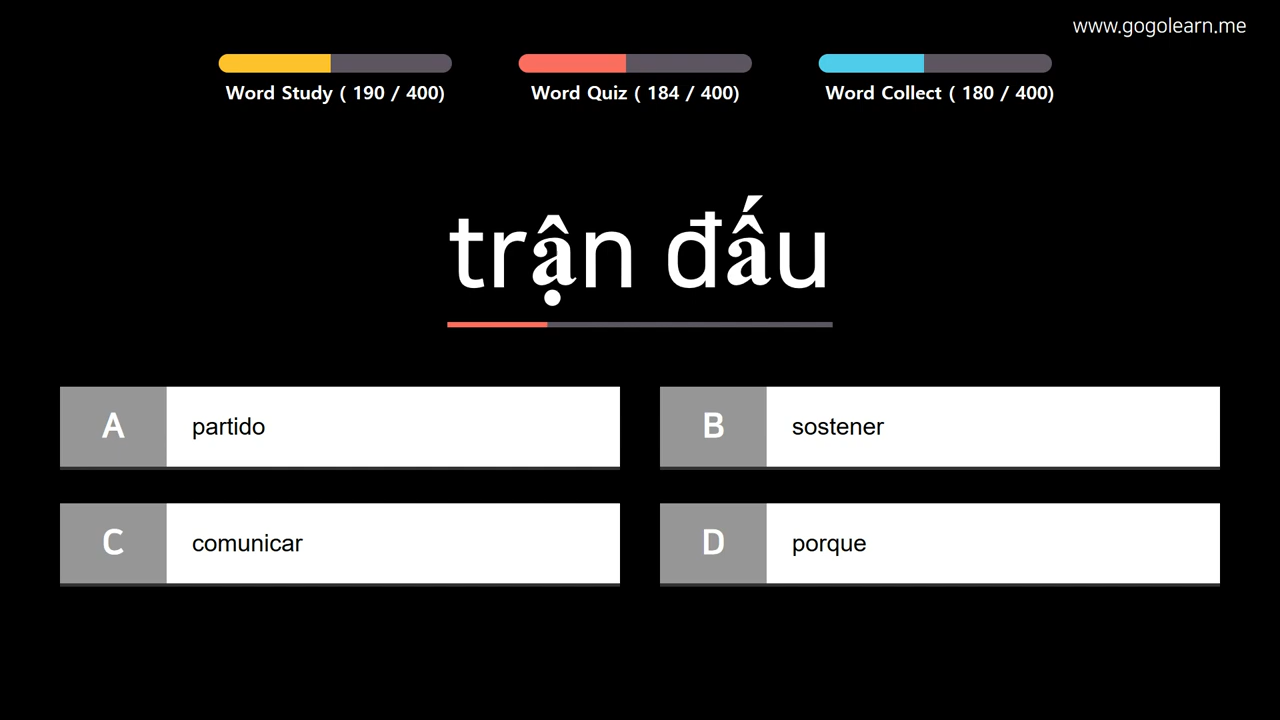 www.gogolearn.me
Word Study ( 190 / 400)
Word Quiz ( 184 / 400)
Word Collect ( 180 / 400)
trận đấu
A
partido
B
sostener
C
comunicar
D
porque